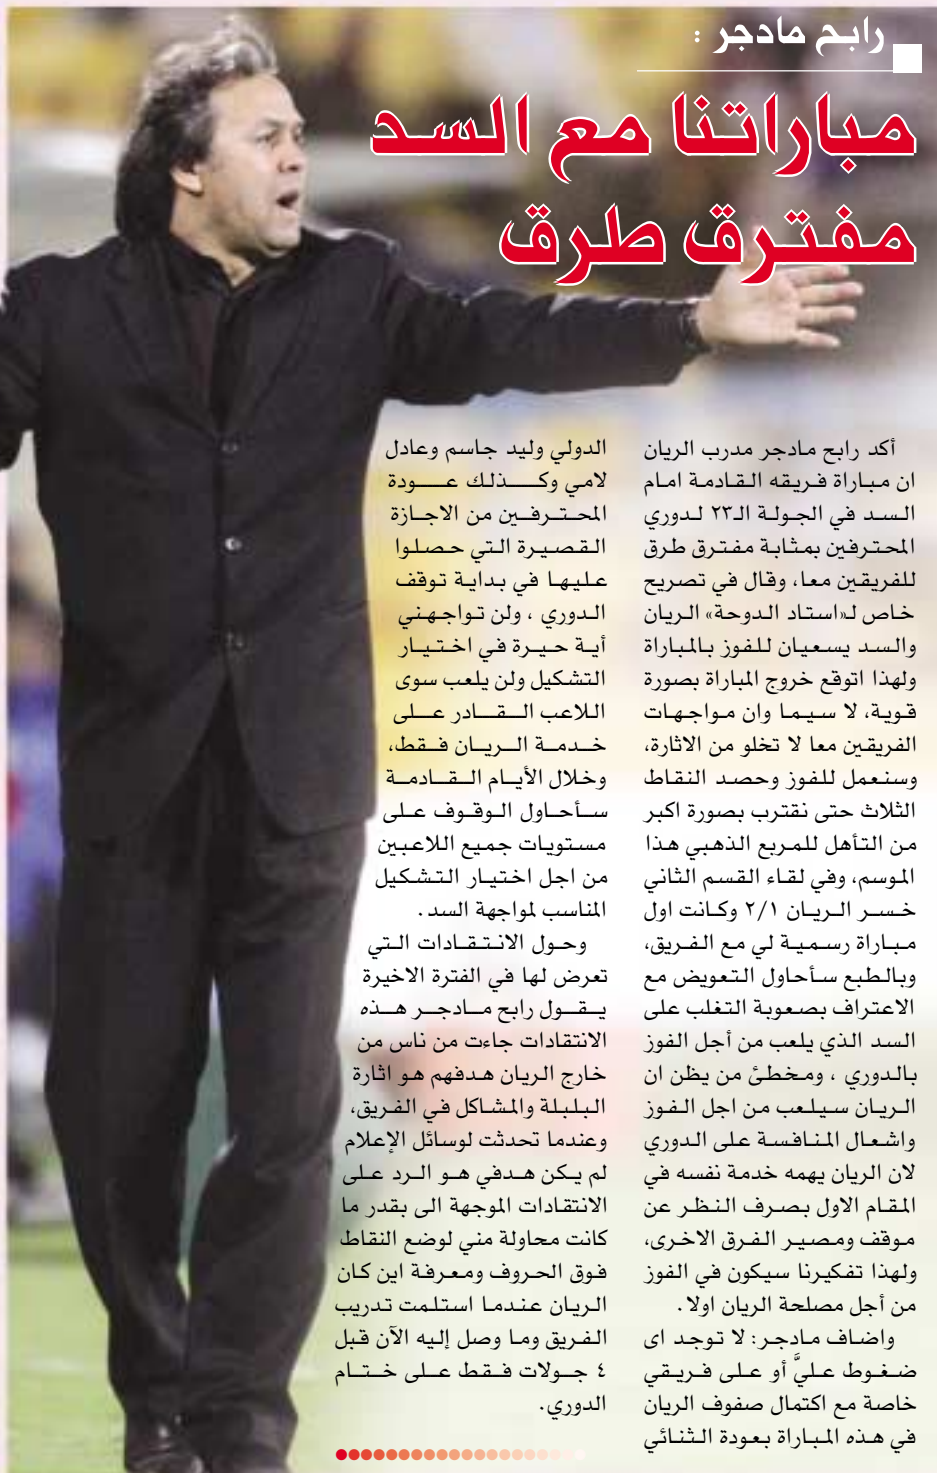 رابح مادجر :
مباراتنا مع السد
مفترق طرق
أكد رابح مادجر مدرب الريان
ان مباراة فريقه القادمة امام
السد في الجولة الـ٢٣ لدوري
المحترفين بمثابة مفترق طرق
للفريقين معا، وقال في تصريح
خاص لـ«استاد الدوحة» الريان
والسد يسعيان للفوز بالمباراة
ولهذا اتوقع خروج المباراة بصورة
قوية، لا سيما وان مواجهات
الفريقين معا لا تخلو من الاثارة،
وسنعمل للفوز وحصد النقاط
الثلاث حتى نقترب بصورة اكبر
من التأهل للمربع الذهبي هذا
الموسم، وفي لقاء القسم الثاني
خسر الريان ٢/١ وكانت اول
مباراة رسمية لي مع الفريق،
وبالطبع سأحاول التعويض مع
الاعتراف بصعوبة التغلب على
السد الذي يلعب من أجل الفوز
بالدوري ، ومخطئ من يظن ان
الريان سيلعب من اجل الفوز
واشعال المنافسة على الدوري
لان الريان يهمه خدمة نفسه في
المقام الاول بصرف النظر عن
موقف ومصير الفرق الاخرى،
ولهذا تفكيرنا سيكون في الفوز
من أجل مصلحة الريان اولا.
واضاف مادجر: لا توجد اى
ضغوط عليَّ أو على فريقي
خاصة مع اكتمال صفوف الريان
في هذه المباراة بعودة الثنائي
الدولي وليد جاسم وعادل
لامي وكذلك عودة
المحترفين من الاجازة
القصيرة التي حصلوا
عليها في بداية توقف
الدوري ، ولن تواجهني
أية حيرة في اختيار
التشكيل ولن يلعب سوى
اللاعب القادر على
خدمة الريان فقط،
وخلال الأيام القادمة
سأحاول الوقوف على
مستويات جميع اللاعبين
من اجل اختيار التشكيل
المناسب لمواجهة السد.
وحول الانتقادات التي
تعرض لها في الفترة الاخيرة
يقول رابح مادجر هذه
الانتقادات جاءت من ناس من
خارج الريان هدفهم هو اثارة
البلبلة والمشاكل في الفريق،
وعندما تحدثت لوسائل الإعلام
لم يكن هدفي هو الرد على
الانتقادات الموجهة الى بقدر ما
كانت محاولة مني لوضع النقاط
فوق الحروف ومعرفة اين كان
الريان عندما استلمت تدريب
الفريق وما وصل إليه الآن قبل
٤ جولات فقط على ختام
الدوري.